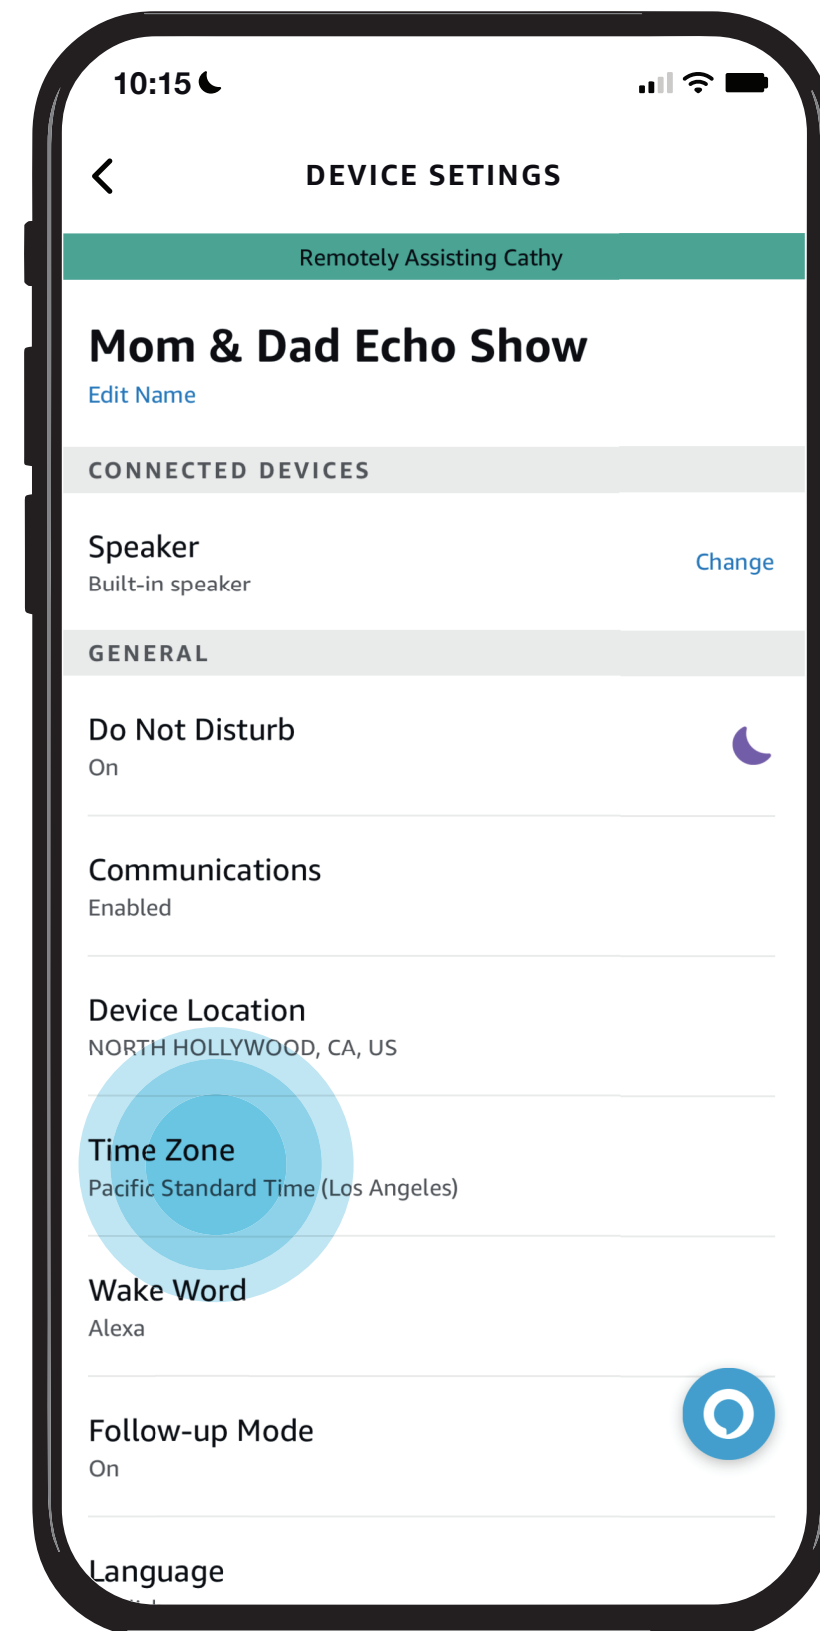 10:15
DEVICE SETINGS
Remotely Assisting Cathy
Mom & Dad Echo Show
Edit Name
CONNECTED DEVICES
Speaker
Built-in speaker
Change
GENERAL
Do Not Disturb
On
Communications
Enabled
Device Location
NORTH HOLLYWOOD, CA, US
Time Zone
Pacific Standard Time (Los Angeles)
Wake Word
Alexa
Follow-up Mode
On
Language